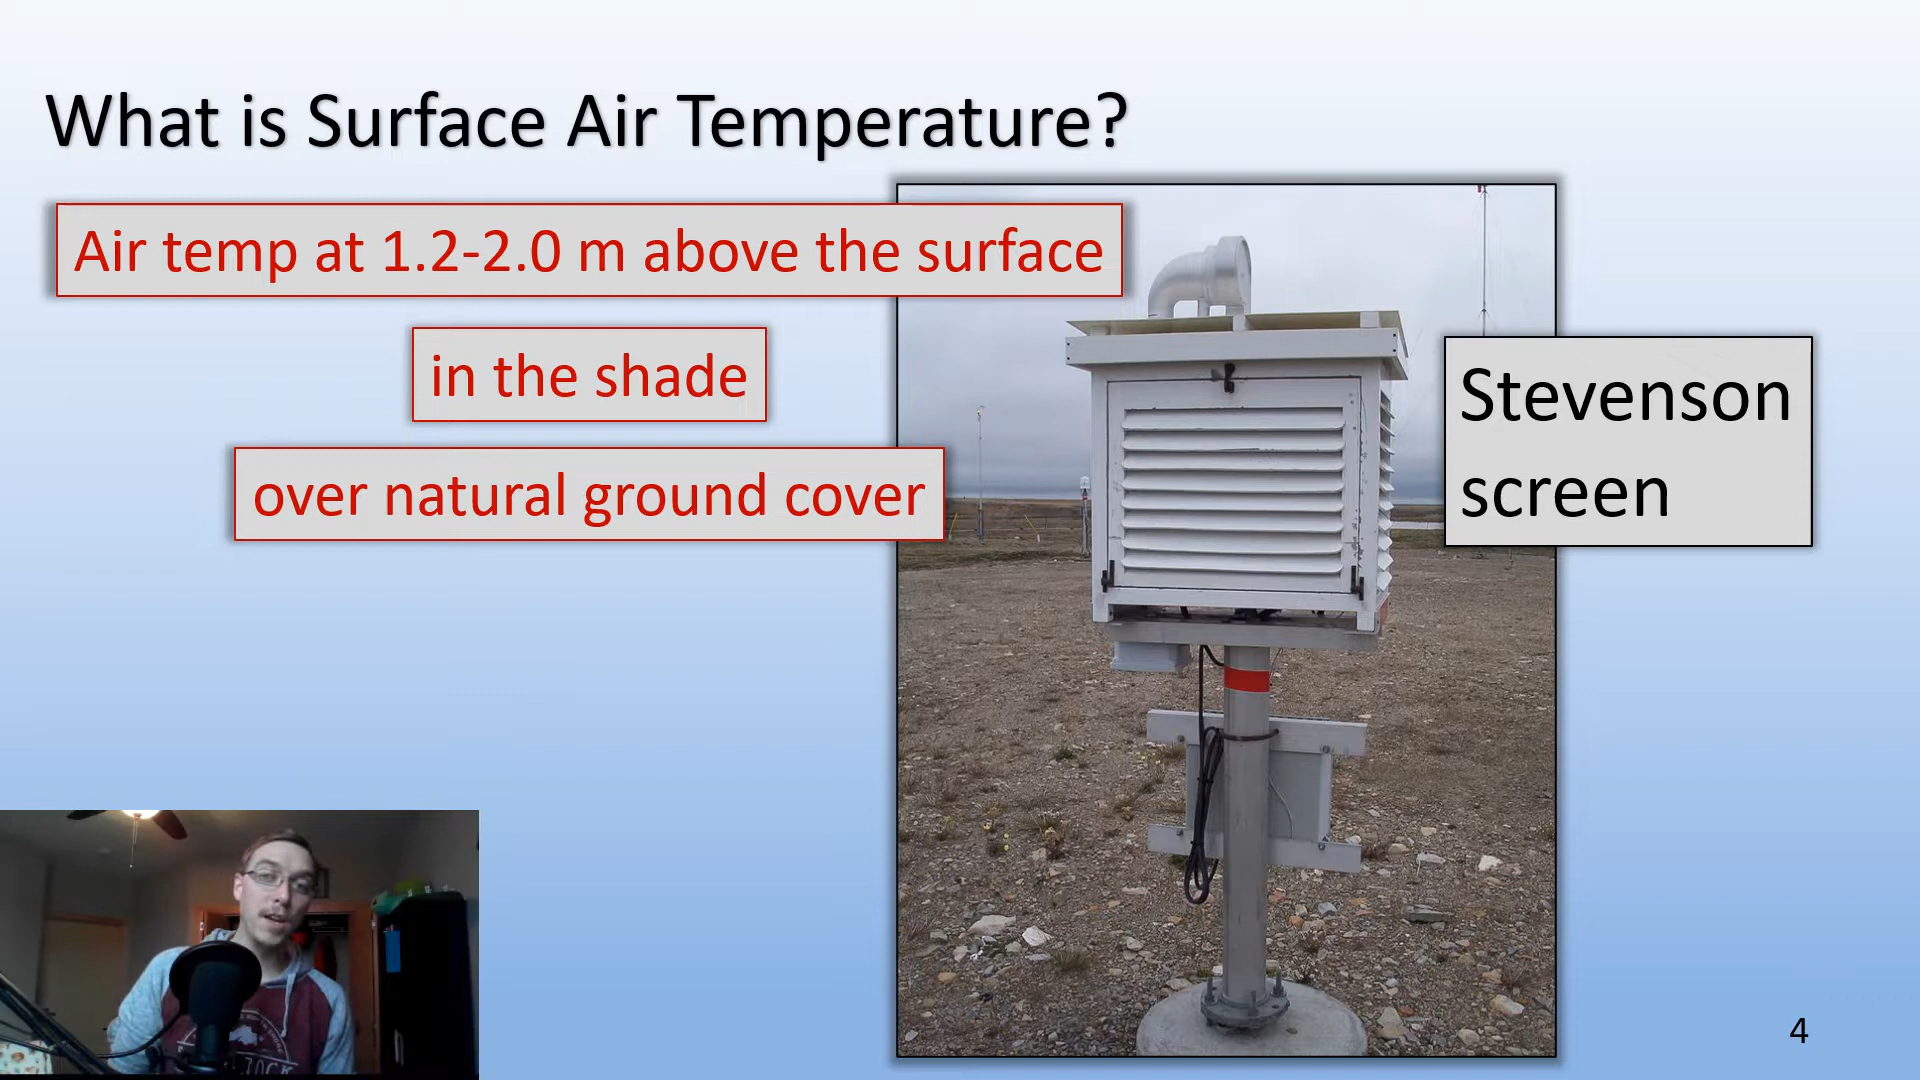 What is Surface Air Temperature?
Air temp at 1.2-2.0 m above the surface
in the shade
over natural ground cover
Stevenson
screen
4